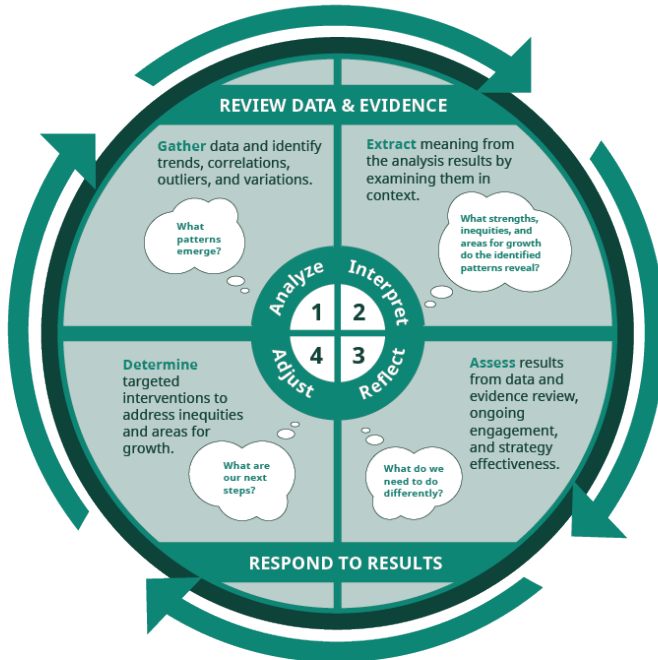 REVIEW DATA & EVIDENCE
Gather data and identify
trends, correlations,
outliers, and variations.
What
patterns
emerge?
Extract meaning from
the analysis results by
examining them in
context.
What strengths,
inequities, and
areas for growth
do the identified
patterns reveal?
Analyze
Interpret
1
2
4
3
Adjust
Reflect
Determine
targeted
interventions to
address inequities
and areas for
growth.
What are
our next
steps?
Assess results
from data and
evidence review,
ongoing
engagement,
and strategy
effectiveness.
What do we
need to do
differently?
RESPOND TO RESULTS